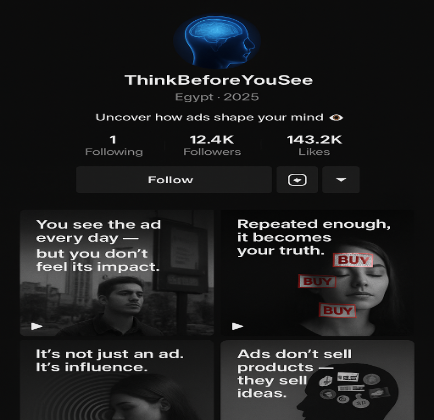 ThinkBeforeYouSee
Egypt · 2025
Uncover how ads shape your mind 👁
1 12.4K 143.2K
Following Followers Likes
Follow
You see the ad
every day —
but you don't
feel its impact.
Repeated enough,
it becomes
your truth.
BUY
BUY
BUY
It's not just an ad.
It's influence.
Ads don't sell
products —
they sell
ideas.